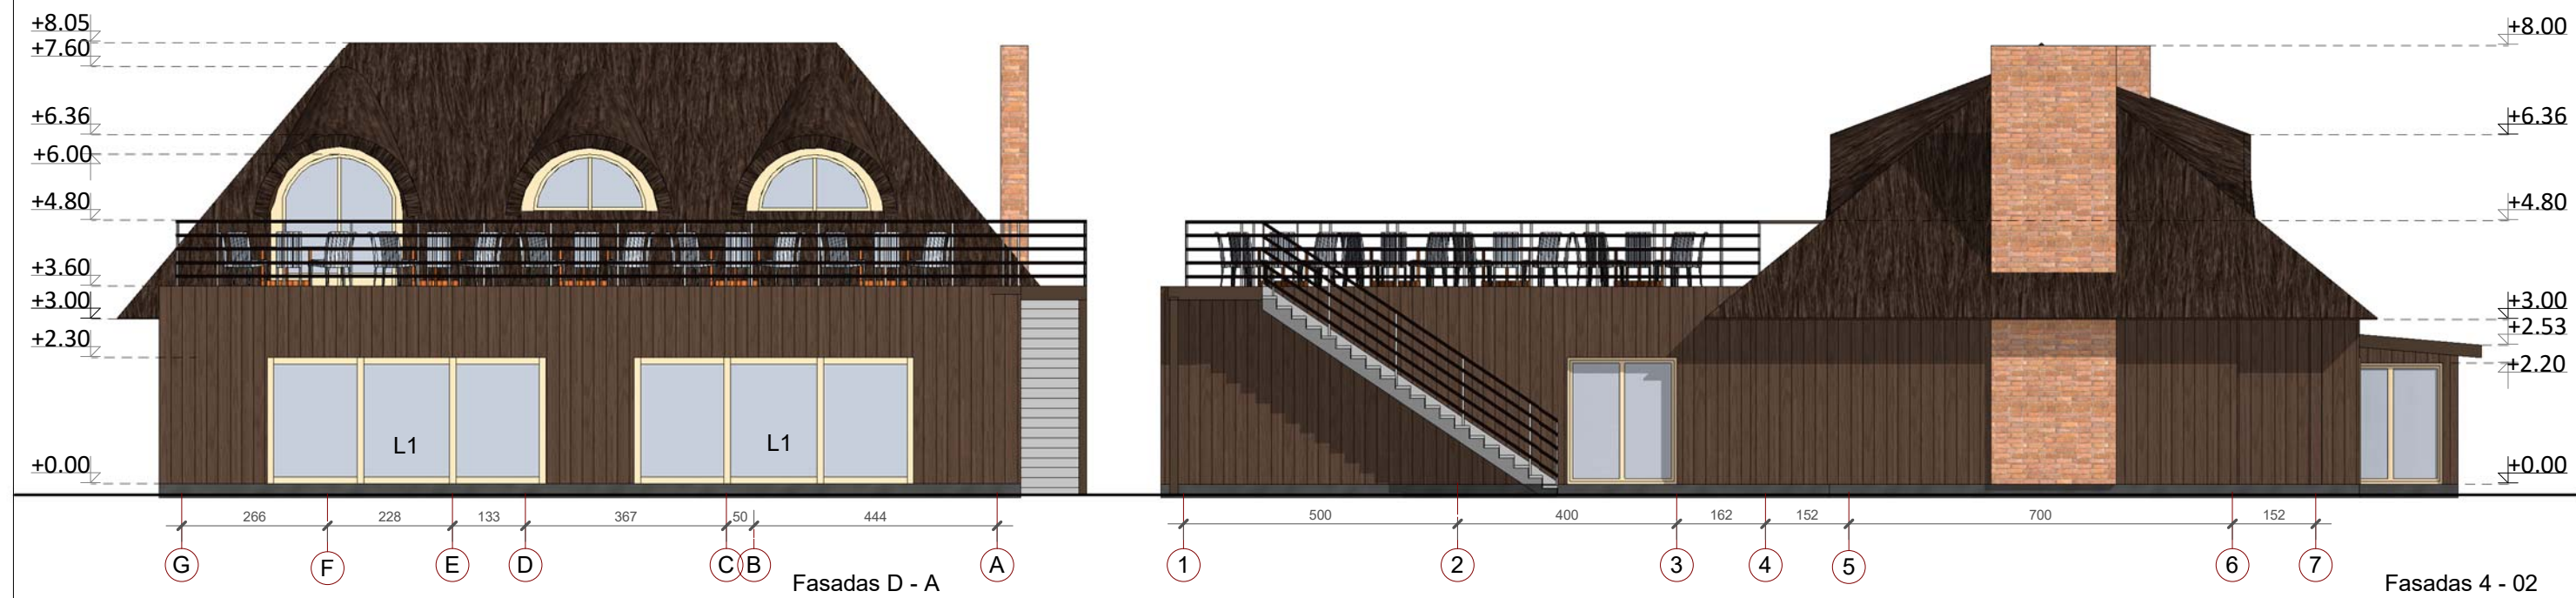 +8.05
+7.60
+6.36
+6.00
+4.80
+3.60
+3.00
+2.30
+0.00
L1 L1
266 228 133 367 50 444
G F E D C B A
Fasadas D - A
+8.00
+6.36
+4.80
+3.00
+2.53
+2.20
+0.00
500 400 162 152 700 152
1 2 3 4 5 6 7
Fasadas 4 - 02